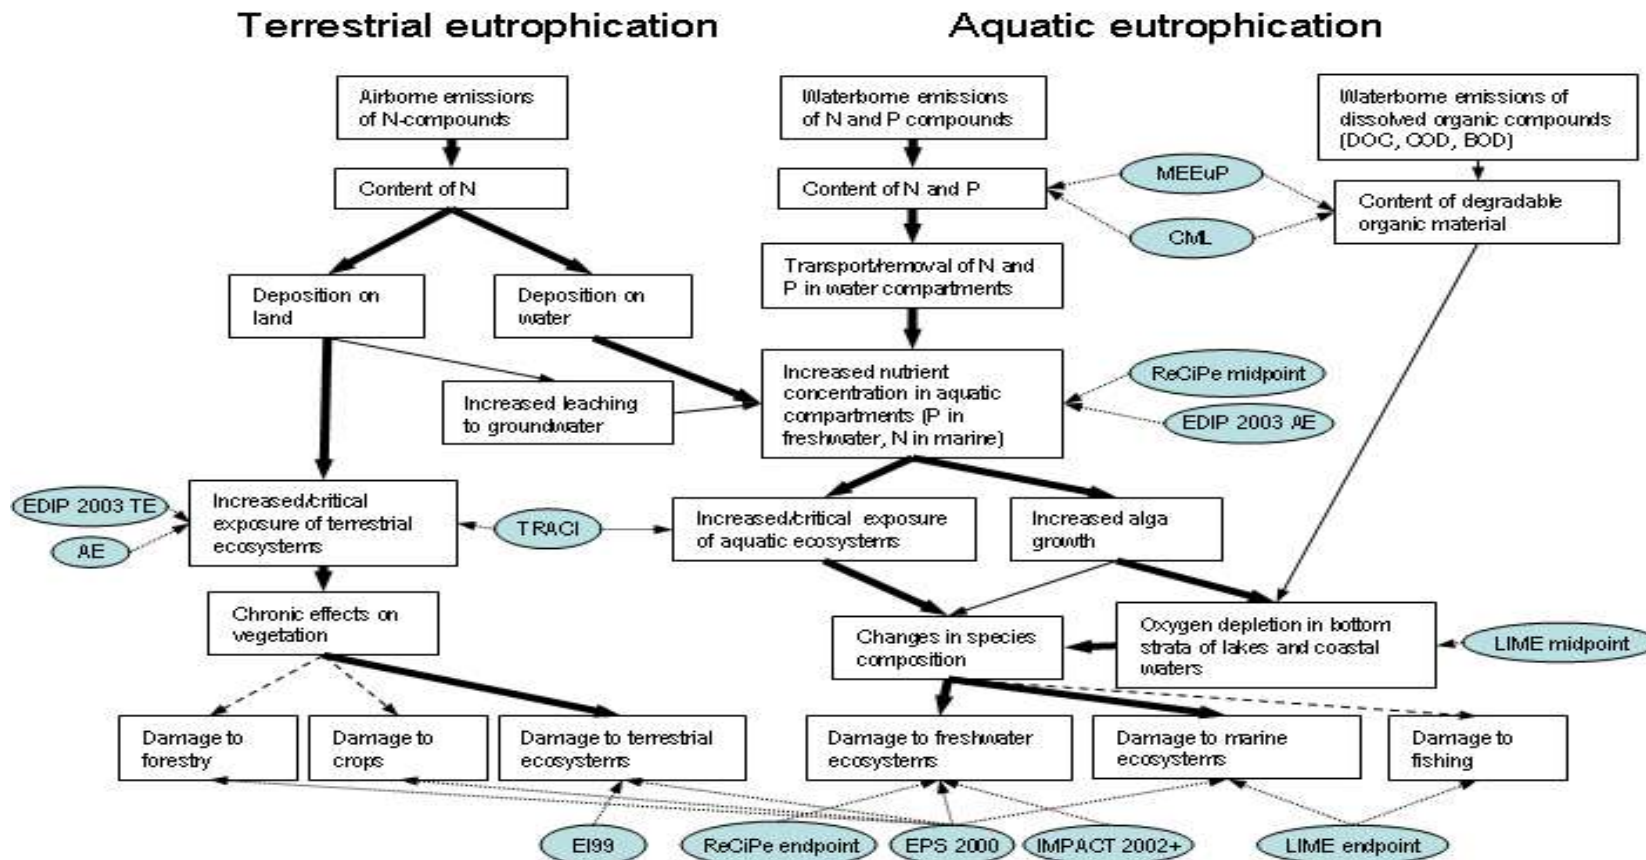 Terrestrial eutrophication
Aquatic eutrophication
Airborne emissions
of N-compounds
Waterborne emissions
of N and P compounds
Waterborne emissions of
dissolved organic compounds
(DOC, COD, BOD)
Content of N
Content of N and P
MEEuP
CML
Content of degradable
organic material
Deposition on
land
Deposition on
water
Transport/removal of N and
P in water compartments
Increased leaching
to groundwater
Increased nutrient
concentration in aquatic
compartments (P in
freshwater, N in marine)
ReCiPe midpoint
EDIP 2003 AE
EDIP 2003 TE
AE
Increased/critical
exposure of terrestrial
ecosystems
TRACI
Increased/critical exposure
of aquatic ecosystems
Increased alga
growth
Chronic effects on
vegetation
Changes in species
composition
Oxygen depletion in bottom
strata of lakes and coastal
waters
LIME midpoint
Damage to
forestry
Damage to
crops
Damage to terrestrial
ecosystems
Damage to freshwater
ecosystems
Damage to marine
ecosystems
Damage to
fishing
EI99
ReCiPe endpoint
EPS 2000
IMPACT 2002+
LIME endpoint